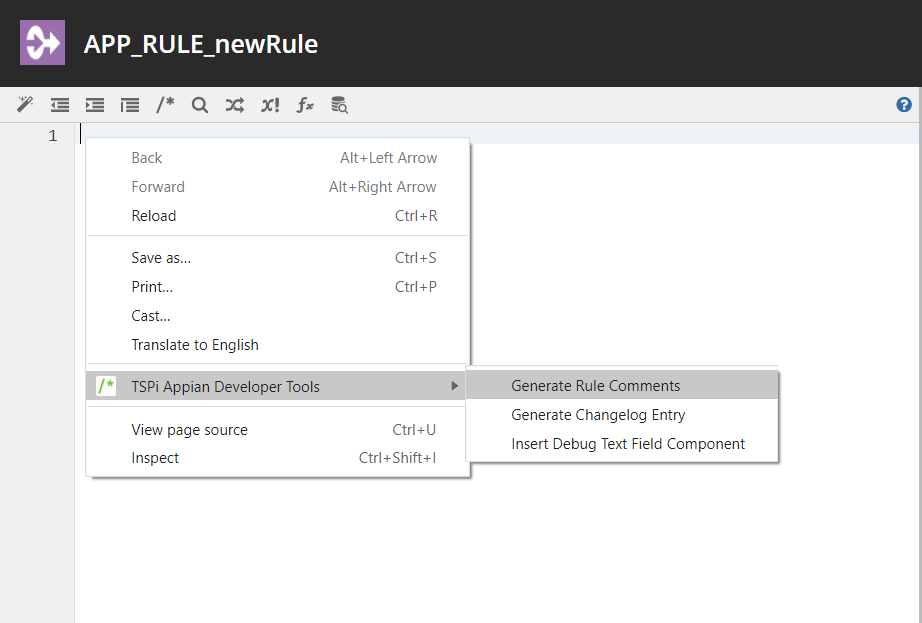 APP_RULE_newRule
/*
x!
fx
?
1
Back Alt+Left Arrow
Forward Alt+Right Arrow
Reload Ctrl+R
Save as... Ctrl+S
Print... Ctrl+P
Cast...
Translate to English
/* TSPi Appian Developer Tools
Generate Rule Comments
Generate Changelog Entry
Insert Debug Text Field Component
View page source Ctrl+U
Inspect Ctrl+Shift+I